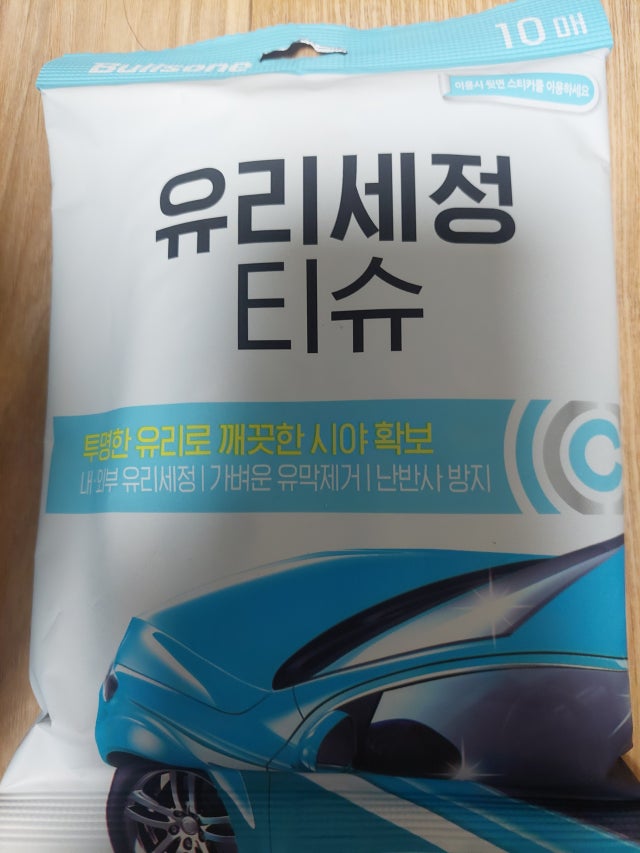 Bullsone
10 매
이용시 뒷면 스티커를 이용하세요
유리세정
티슈
투명한 유리로 깨끗한 시야 확보
내·외부 유리세정 | 가벼운 유막제거 | 난반사 방지
C